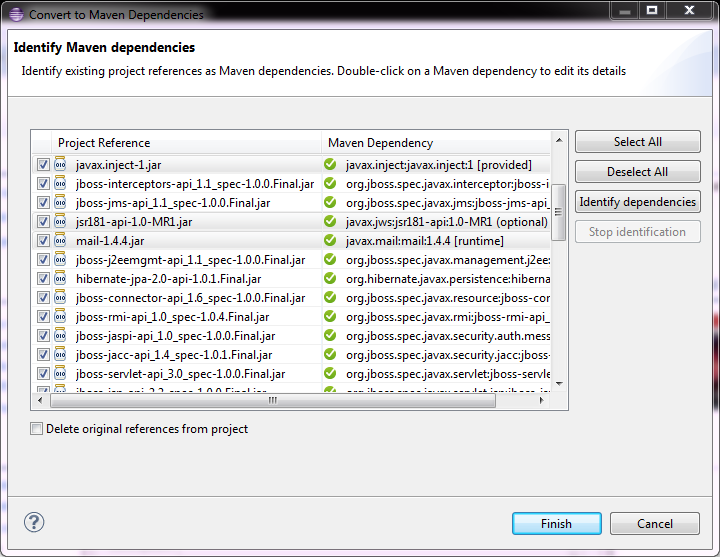 Convert to Maven Dependencies
Identify Maven dependencies
Identify existing project references as Maven dependencies. Double-click on a Maven dependency to edit its details
Project Reference Maven Dependency
javax.inject-1.jar javax.inject:javax.inject:1 [provided]
jboss-interceptors-api_1.1_spec-1.0.0.Final.jar org.jboss.spec.javax.interceptor:jboss-i
jboss-jms-api_1.1_spec-1.0.0.Final.jar org.jboss.spec.javax.jms:jboss-jms-api_
jsr181-api-1.0-MR1.jar javax.jws:jsr181-api:1.0-MR1 (optional)
mail-1.4.4.jar javax.mail:mail:1.4.4 [runtime]
jboss-j2eemgmt-api_1.1_spec-1.0.0.Final.jar org.jboss.spec.javax.management.j2ee:
hibernate-jpa-2.0-api-1.0.1.Final.jar org.hibernate.javax.persistence:hiberna
jboss-connector-api_1.6_spec-1.0.0.Final.jar org.jboss.spec.javax.resource:jboss-cor
jboss-rmi-api_1.0_spec-1.0.4.Final.jar org.jboss.spec.javax.rmi:jboss-rmi-api_
jboss-jaspi-api_1.0_spec-1.0.0.Final.jar org.jboss.spec.javax.security.auth.mess
jboss-jacc-api_1.4_spec-1.0.1.Final.jar org.jboss.spec.javax.security.jacc:jboss-
jboss-servlet-api_3.0_spec-1.0.0.Final.jar org.jboss.spec.javax.servlet:jboss-servle
Select All
Deselect All
Identify dependencies
Stop identification
Delete original references from project
?
Finish Cancel